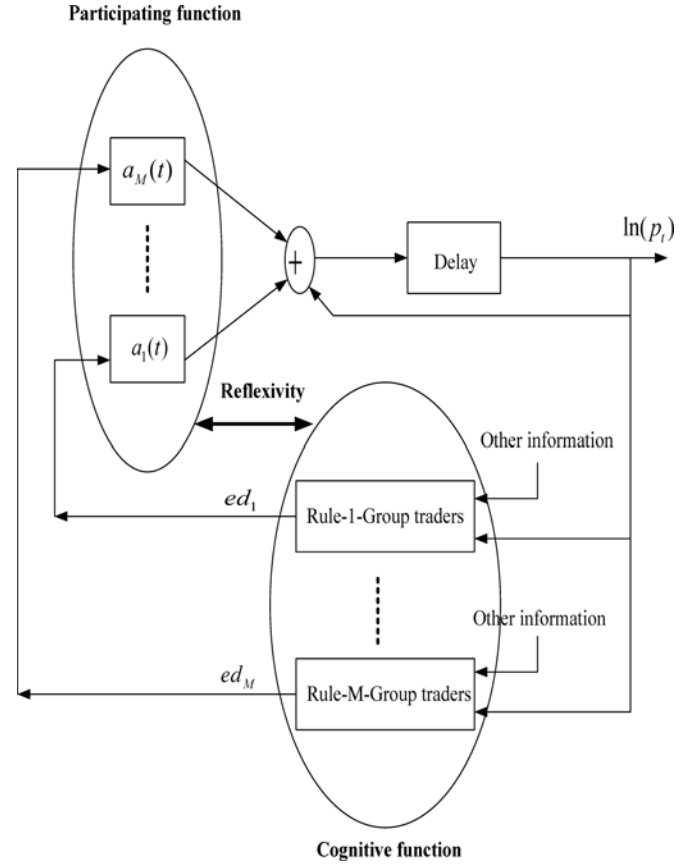 Participating function
a_M(t)
ln(p_t)
+
Delay
a_1(t)
Reflexivity
Other information
ed_1
Rule-1-Group traders
Other information
ed_M
Rule-M-Group traders
Cognitive function